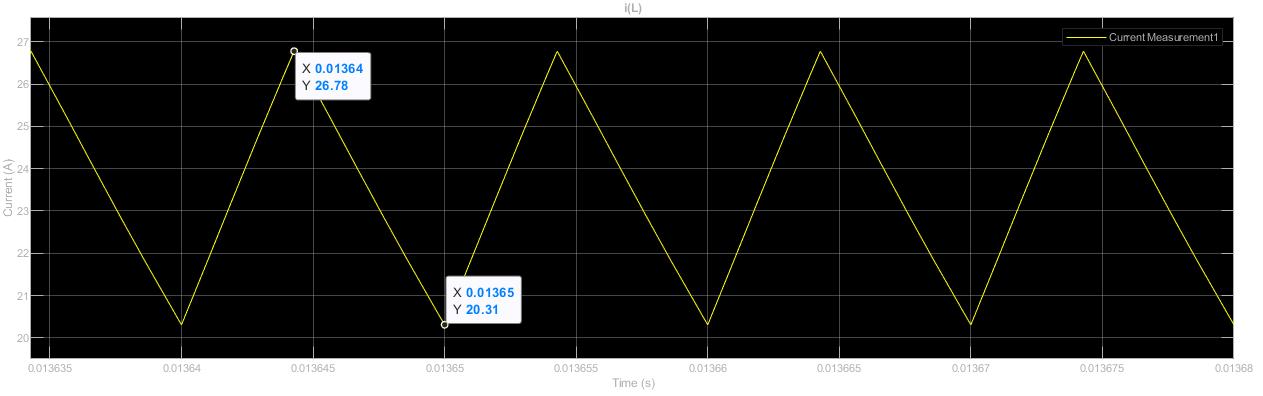 i(L)
Current Measurement1
27
26
25
24
23
22
21
20
Current (A)
X 0.01364
Y 26.78
X 0.01365
Y 20.31
0.013635
0.01364
0.013645
0.01365
0.013655
0.01366
0.013665
0.01367
0.013675
0.01368
Time (s)